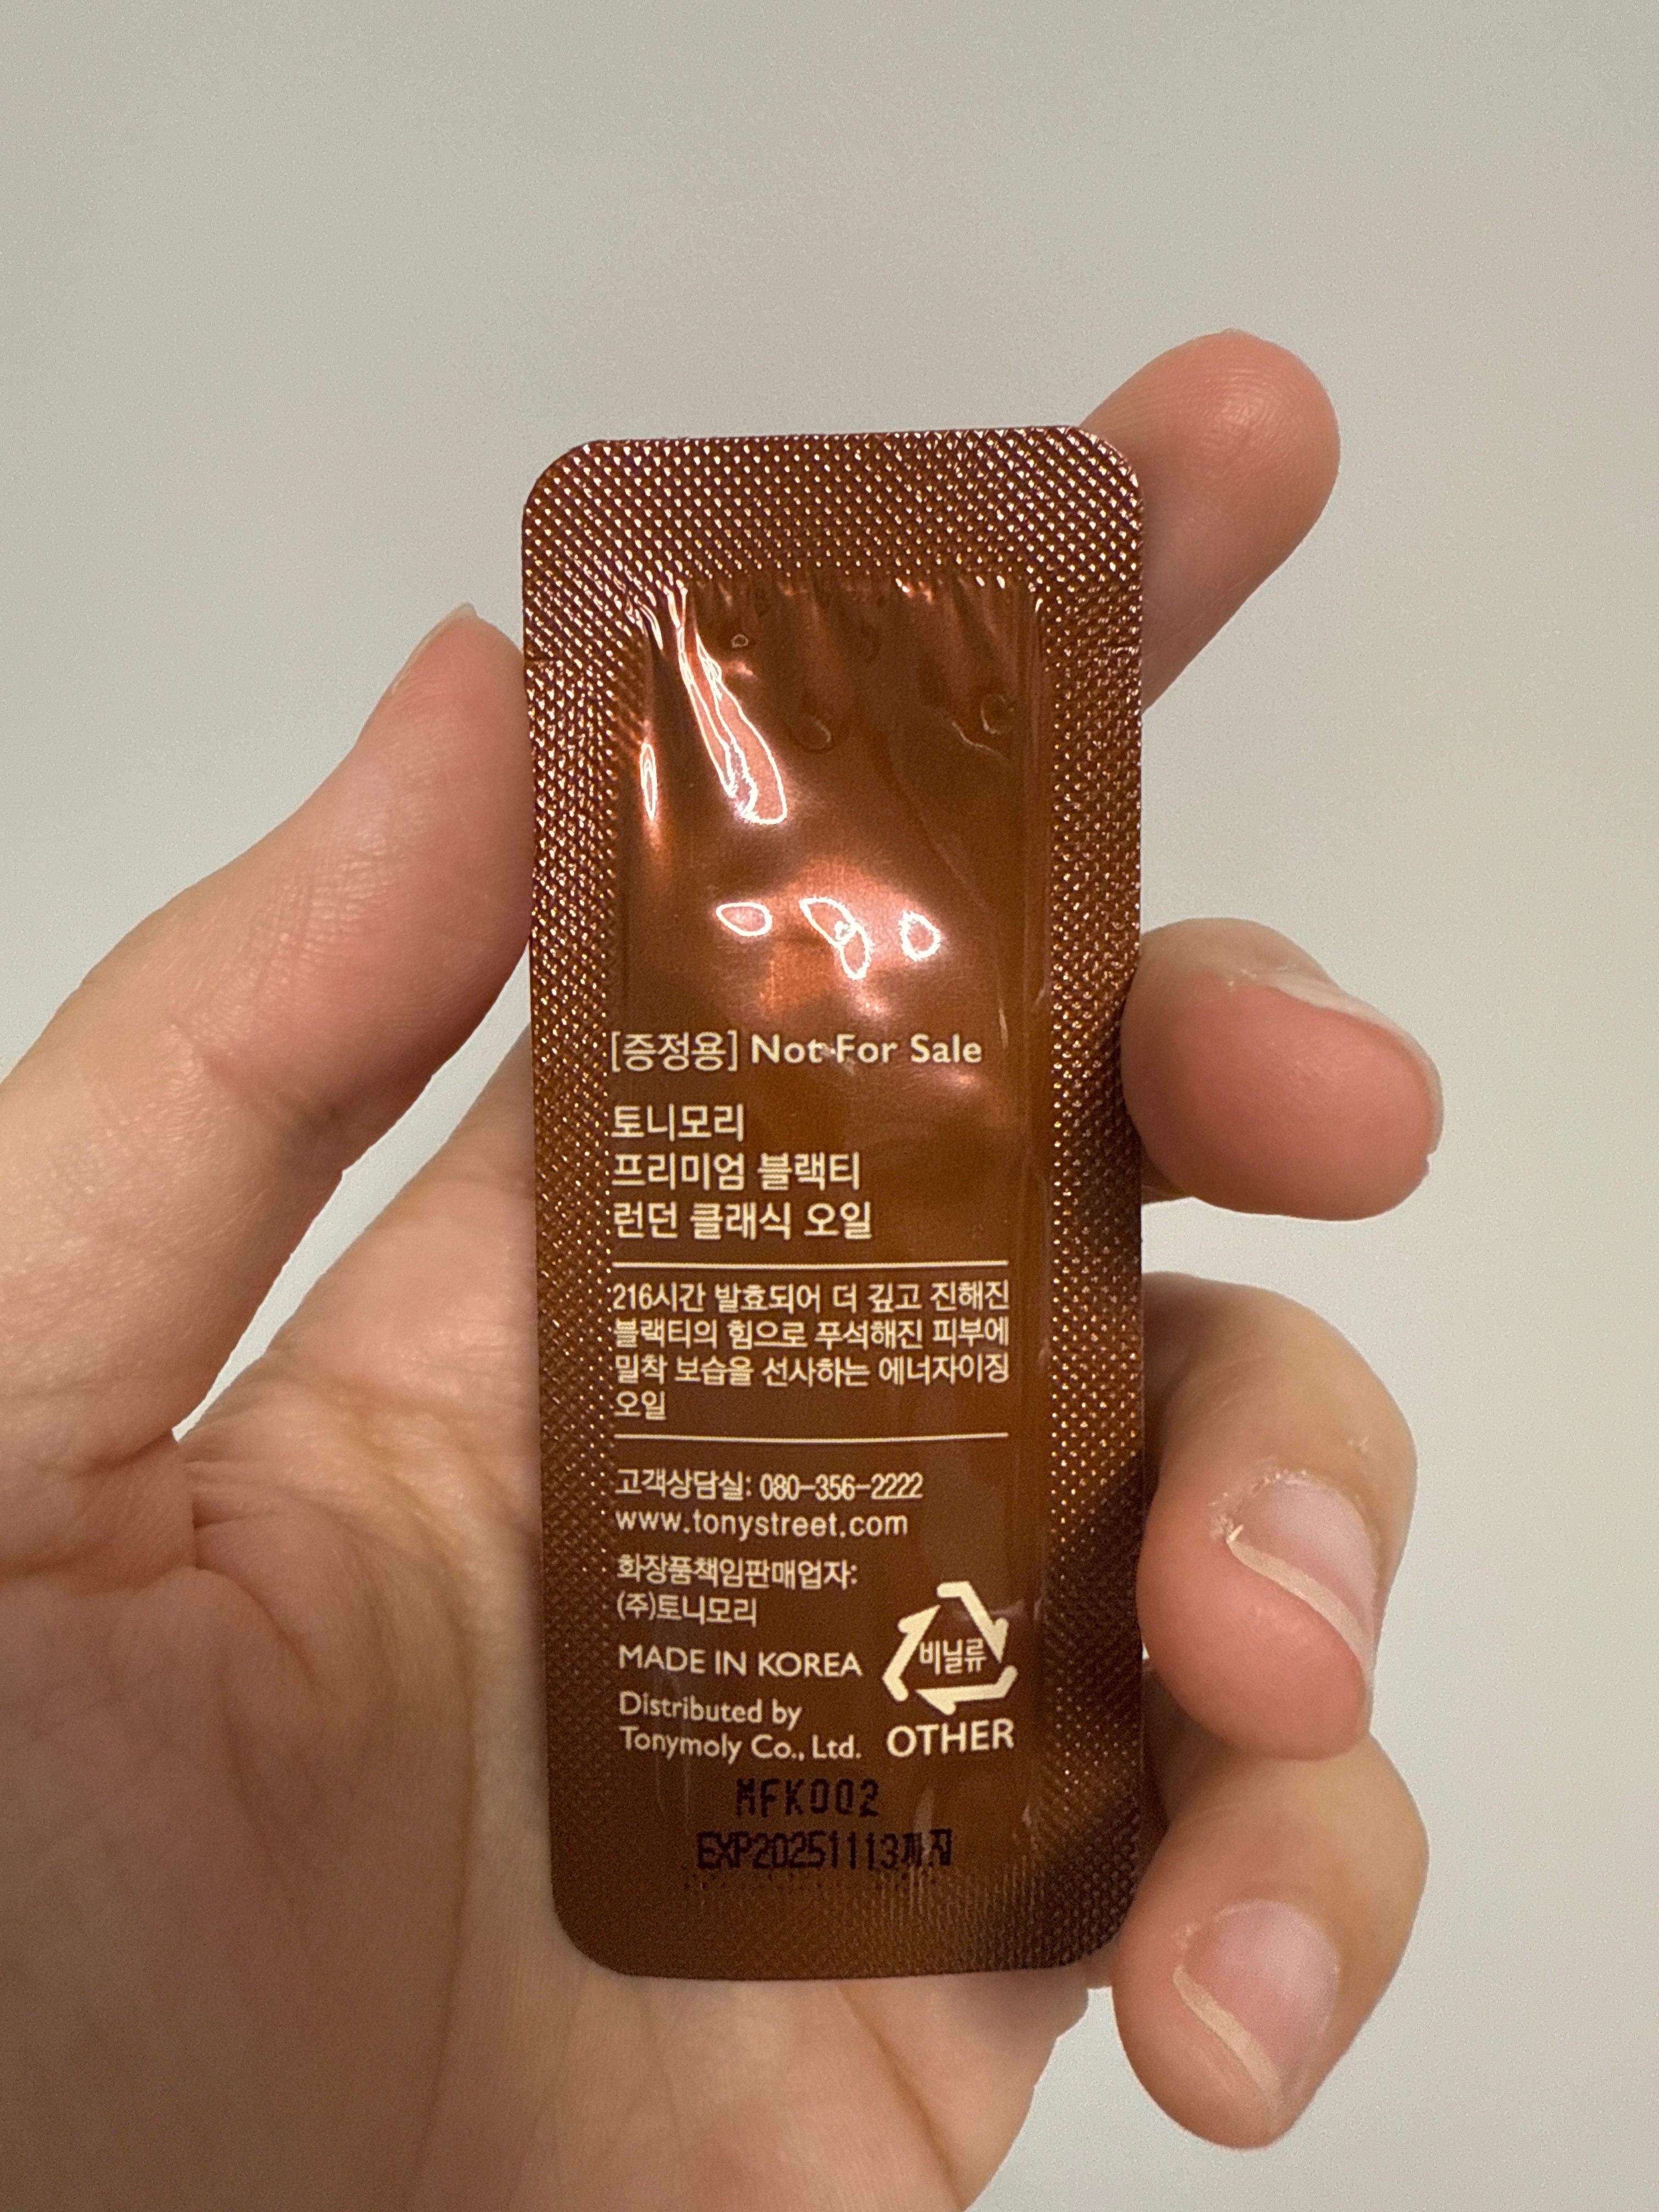 [증정용] Not For Sale
토니모리
프리미엄 블랙티
런던 클래식 오일
216시간 발효되어 더 깊고 진해진
블랙티의 힘으로 푸석해진 피부에
밀착 보습을 선사하는 에너자이징
오일
고객상담실: 080-356-2222
www.tonystreet.com
화장품책임판매업자:
(주)토니모리
MADE IN KOREA
Distributed by
Tonymoly Co., Ltd.
비닐류
OTHER
MFK002
EXP20251113까지